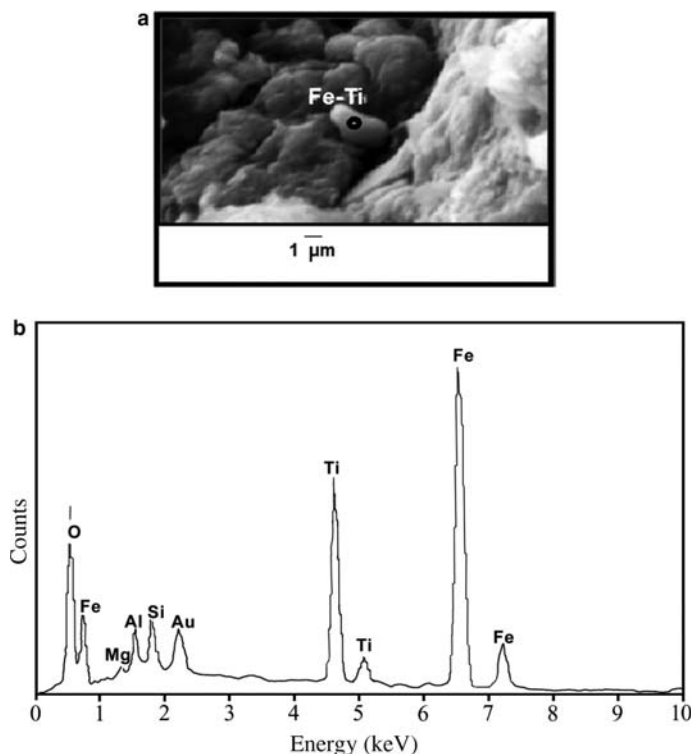 a
Fe-Ti
1 µm
b
Fe
Ti
O
Fe
Mg
Al
Si
Au
Ti
Fe
Counts
0 1 2 3 4 5 6 7 8 9 10
Energy (keV)